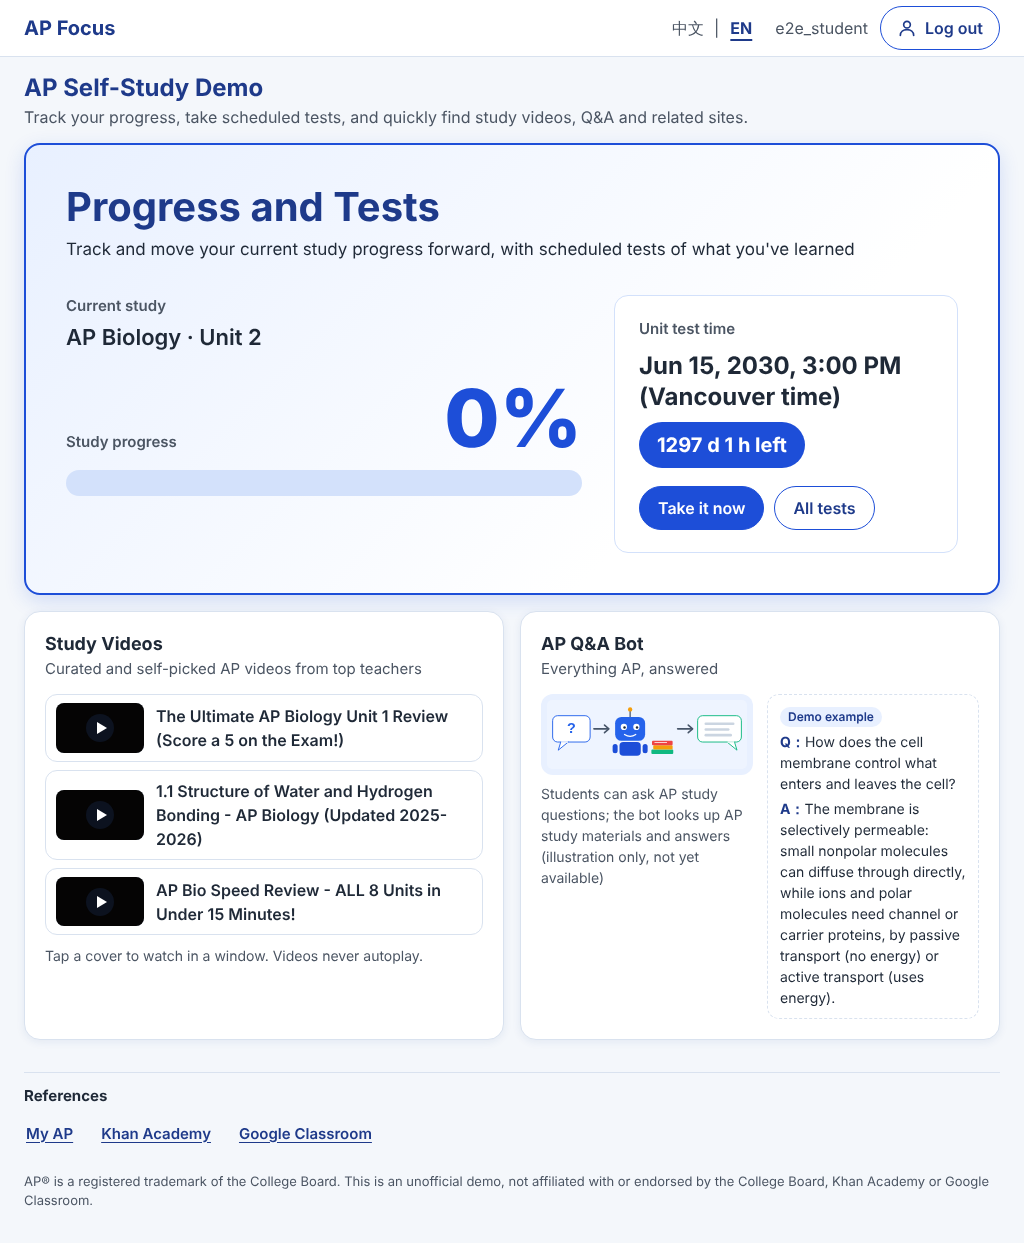 AP Focus
中文 | EN e2e_student Log out
AP Self-Study Demo
Track your progress, take scheduled tests, and quickly find study videos, Q&A and related sites.
Progress and Tests
Track and move your current study progress forward, with scheduled tests of what you've learned
Current study
AP Biology · Unit 2
Study progress
0%
Unit test time
Jun 15, 2030, 3:00 PM
(Vancouver time)
1297 d 1 h left
Take it now
All tests
Study Videos
Curated and self-picked AP videos from top teachers
The Ultimate AP Biology Unit 1 Review
(Score a 5 on the Exam!)
1.1 Structure of Water and Hydrogen
Bonding - AP Biology (Updated 2025-
2026)
AP Bio Speed Review - ALL 8 Units in
Under 15 Minutes!
Tap a cover to watch in a window. Videos never autoplay.
AP Q&A Bot
Everything AP, answered
?
Students can ask AP study
questions; the bot looks up AP
study materials and answers
(illustration only, not yet
available)
Demo example
Q：How does the cell
membrane control what
enters and leaves the cell?
A：The membrane is
selectively permeable:
small nonpolar molecules
can diffuse through directly,
while ions and polar
molecules need channel or
carrier proteins, by passive
transport (no energy) or
active transport (uses
energy).
References
My AP
Khan Academy
Google Classroom
AP® is a registered trademark of the College Board. This is an unofficial demo, not affiliated with or endorsed by the College Board, Khan Academy or Google
Classroom.